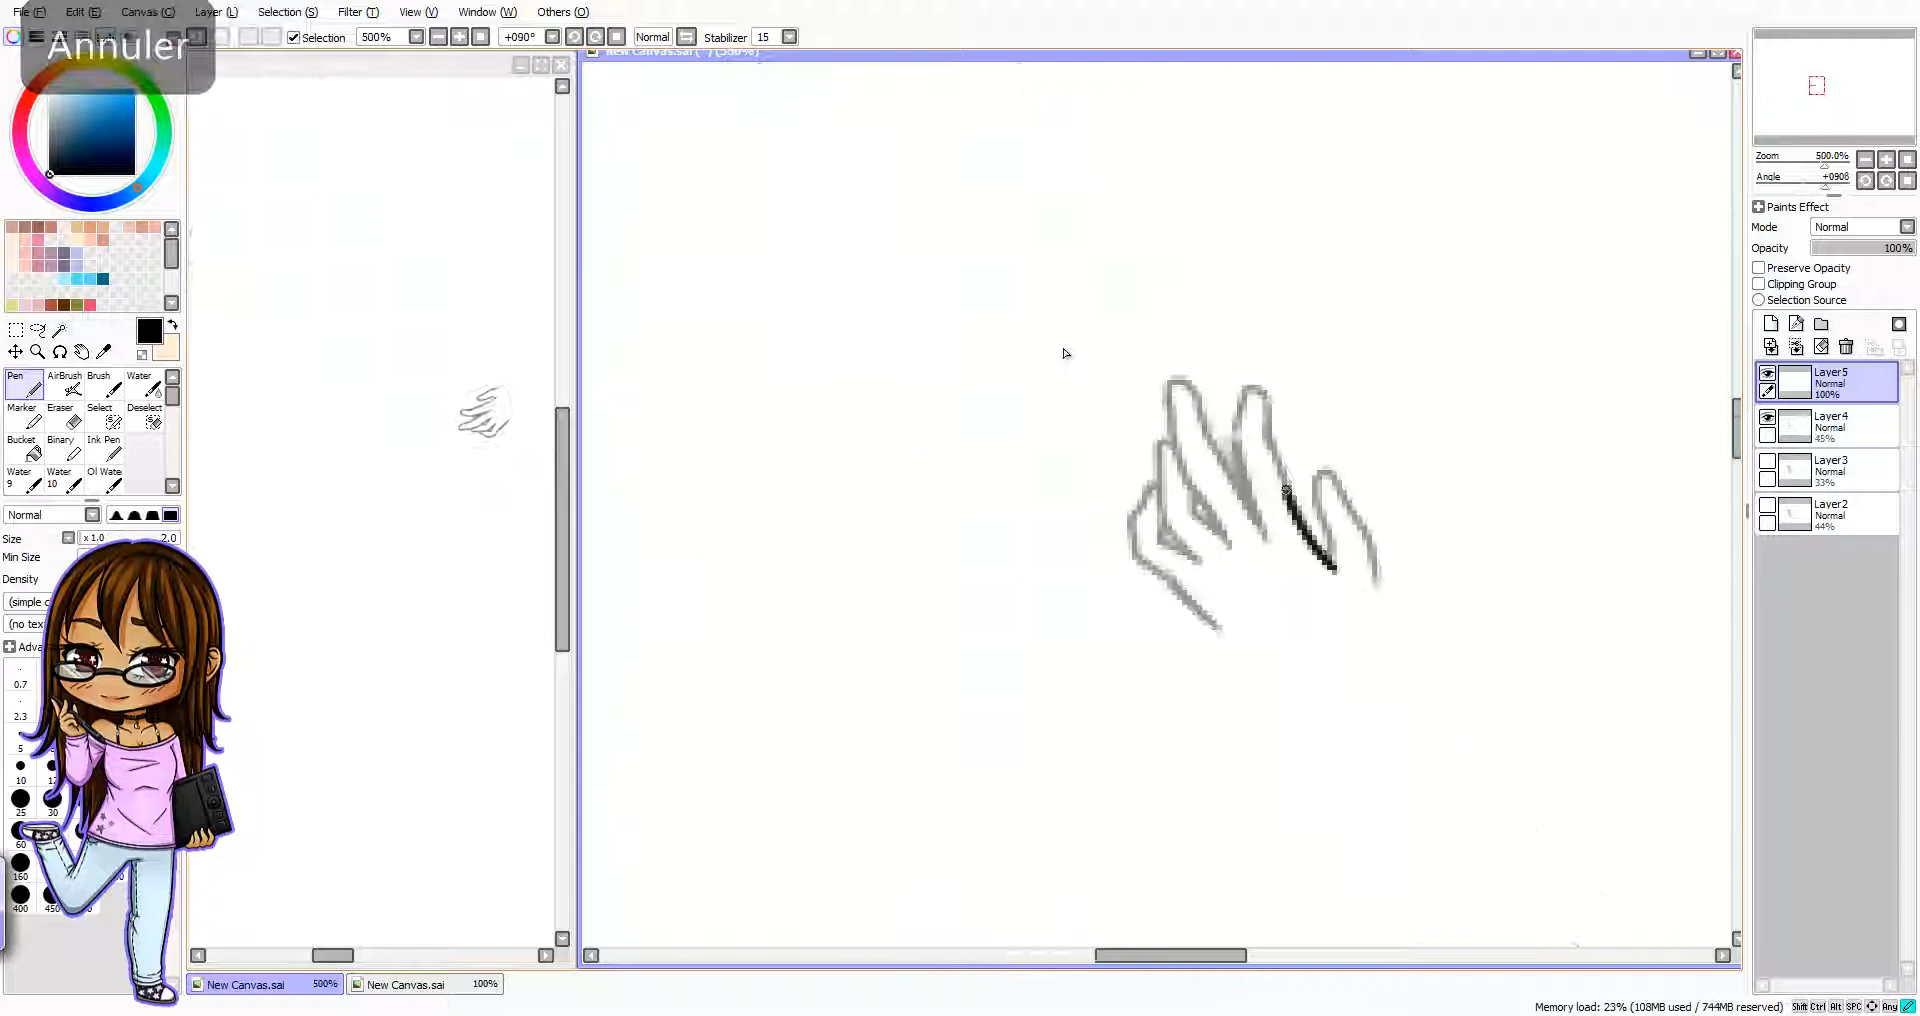 File (F) Edit (E) Canvas (C) Layer (L) Selection (S) Filter (T) View (V) Window (W) Others (O)
Annuler
Selection 500% +090° Normal Stabilizer 15
New Canvas.sai
Zoom 500.0%
Angle +090ß
Paints Effect
Mode Normal
Opacity 100%
Preserve Opacity
Clipping Group
Selection Source
Pen AirBrush Brush Water
Marker Eraser Select Deselect
Bucket Binary Ink Pen
Water Water Ol Wate
9 10
Layer5
Normal
100%
Layer4
Normal
45%
Layer3
Normal
33%
Layer2
Normal
44%
Normal
Size x 1.0 2.0
Min Size
Density
(simple c
(no tex
Adva
0.7
2.3
5
10
25 30
60
160
400 450
New Canvas.sai 500% New Canvas.sai 100%
Memory load: 23% (108MB used / 744MB reserved) Shift Ctrl Alt SPC Any